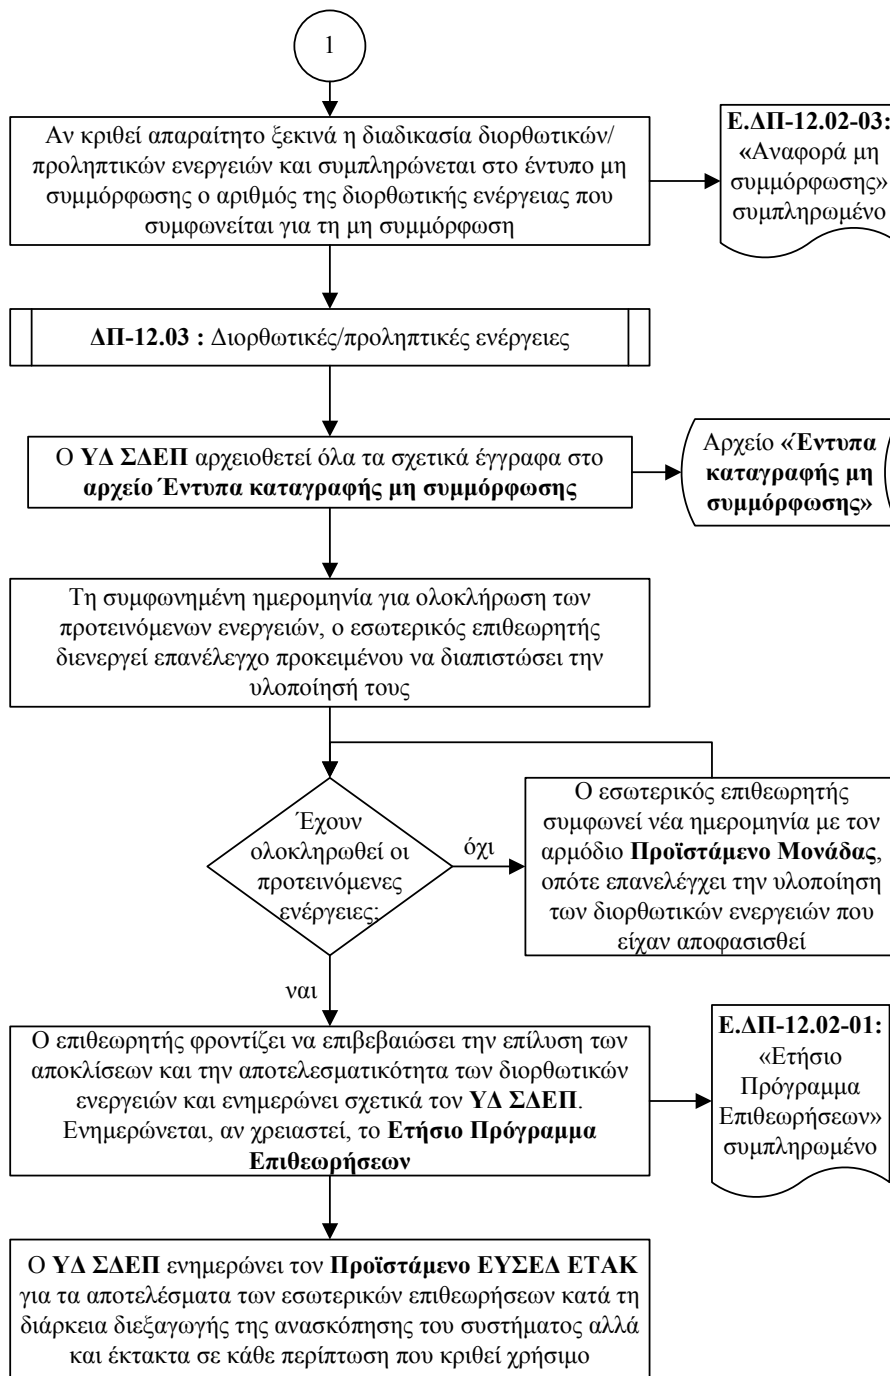 1
Αν κριθεί απαραίτητο ξεκινά η διαδικασία διορθωτικών/
προληπτικών ενεργειών και συμπληρώνεται στο έντυπο μη
συμμόρφωσης ο αριθμός της διορθωτικής ενέργειας που
συμφωνείται για τη μη συμμόρφωση
Ε.ΔΠ-12.02-03:
«Αναφορά μη
συμμόρφωσης»
συμπληρωμένο
ΔΠ-12.03 : Διορθωτικές/προληπτικές ενέργειες
Ο ΥΔ ΣΔΕΠ αρχειοθετεί όλα τα σχετικά έγγραφα στο
αρχείο Έντυπα καταγραφής μη συμμόρφωσης
Αρχείο «Έντυπα
καταγραφής μη
συμμόρφωσης»
Τη συμφωνημένη ημερομηνία για ολοκλήρωση των
προτεινόμενων ενεργειών, ο εσωτερικός επιθεωρητής
διενεργεί επανέλεγχο προκειμένου να διαπιστώσει την
υλοποίησή τους
Έχουν
ολοκληρωθεί οι
προτεινόμενες
ενέργειες;
όχι
Ο εσωτερικός επιθεωρητής
συμφωνεί νέα ημερομηνία με τον
αρμόδιο Προϊστάμενο Μονάδας,
οπότε επανελέγχει την υλοποίηση
των διορθωτικών ενεργειών που
είχαν αποφασισθεί
ναι
Ο επιθεωρητής φροντίζει να επιβεβαιώσει την επίλυση των
αποκλίσεων και την αποτελεσματικότητα των διορθωτικών
ενεργειών και ενημερώνει σχετικά τον ΥΔ ΣΔΕΠ.
Ενημερώνεται, αν χρειαστεί, το Ετήσιο Πρόγραμμα
Επιθεωρήσεων
Ε.ΔΠ-12.02-01:
«Ετήσιο
Πρόγραμμα
Επιθεωρήσεων»
συμπληρωμένο
Ο ΥΔ ΣΔΕΠ ενημερώνει τον Προϊστάμενο ΕΥΣΕΔ ΕΤΑΚ
για τα αποτελέσματα των εσωτερικών επιθεωρήσεων κατά τη
διάρκεια διεξαγωγής της ανασκόπησης του συστήματος αλλά
και έκτακτα σε κάθε περίπτωση που κριθεί χρήσιμο